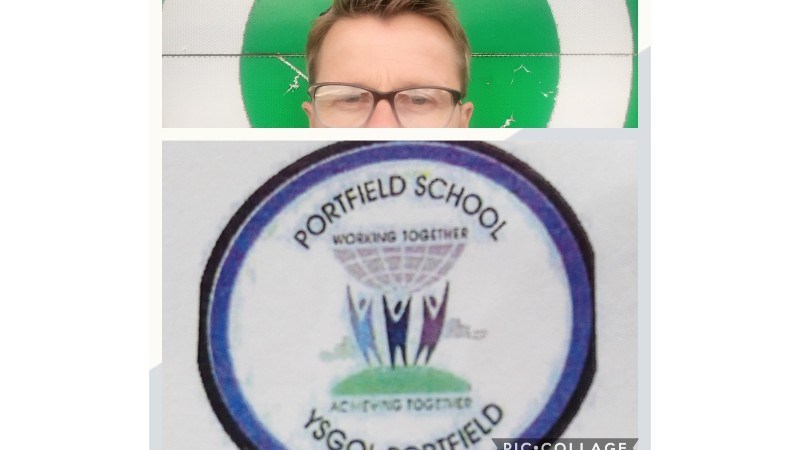 PORTFIELD SCHOOL
WORKING TOGETHER
ACHIEVING TOGETHER
YSGOL PORTFIELD
PIC•COLLAGE